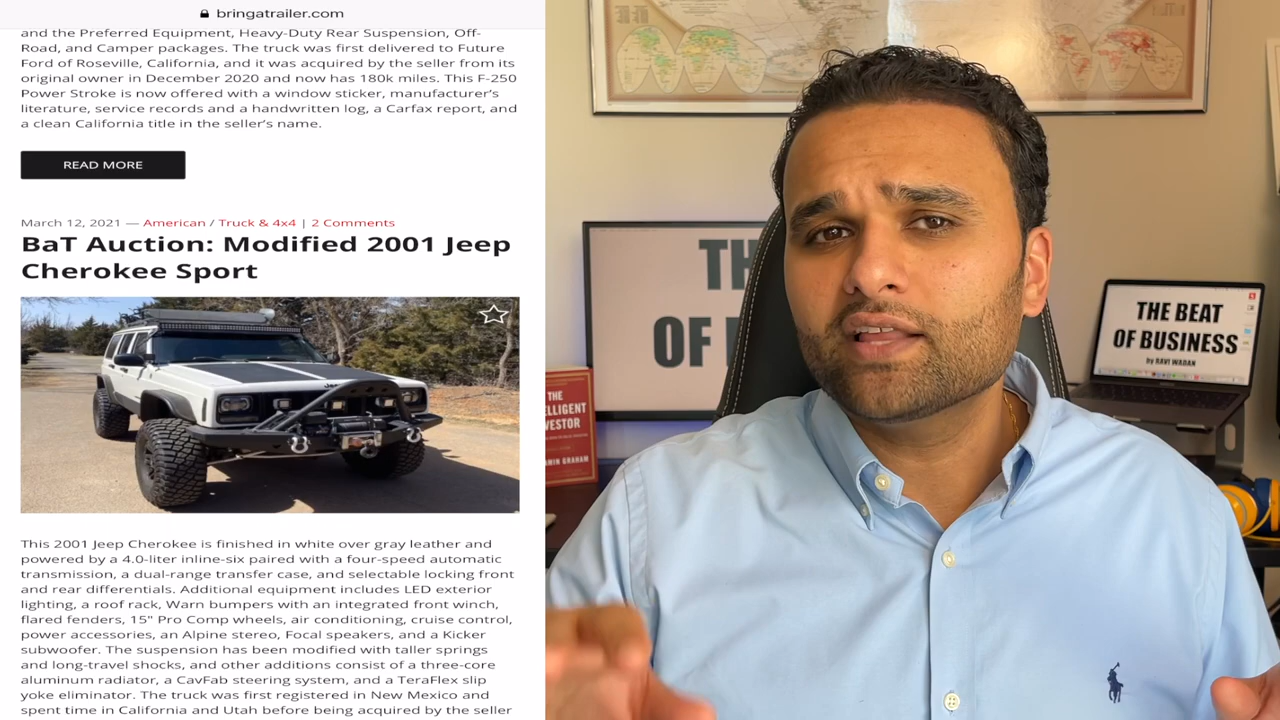 bringatrailer.com
and the Preferred Equipment, Heavy-Duty Rear Suspension, Off-
Road, and Camper packages. The truck was first delivered to Future
Ford of Roseville, California, and it was acquired by the seller from its
original owner in December 2020 and now has 180k miles. This F-250
Power Stroke is now offered with a window sticker, manufacturer's
literature, service records and a handwritten log, a Carfax report, and
a clean California title in the seller's name.
READ MORE
March 12, 2021 — American / Truck & 4x4 | 2 Comments
BaT Auction: Modified 2001 Jeep
Cherokee Sport
This 2001 Jeep Cherokee is finished in white over gray leather and
powered by a 4.0-liter inline-six paired with a four-speed automatic
transmission, a dual-range transfer case, and selectable locking front
and rear differentials. Additional equipment includes LED exterior
lighting, a roof rack, Warn bumpers with an integrated front winch,
flared fenders, 15" Pro Comp wheels, air conditioning, cruise control,
power accessories, an Alpine stereo, Focal speakers, and a Kicker
subwoofer. The suspension has been modified with taller springs
and long-travel shocks, and other additions consist of a three-core
aluminum radiator, a CavFab steering system, and a TeraFlex slip
yoke eliminator. The truck was first registered in New Mexico and
spent time in California and Utah before being acquired by the seller
TH
OF
THE
ELLIGENT
VESTOR
MIN GRAHAM
THE BEAT
OF BUSINESS
by RAVI WADAN